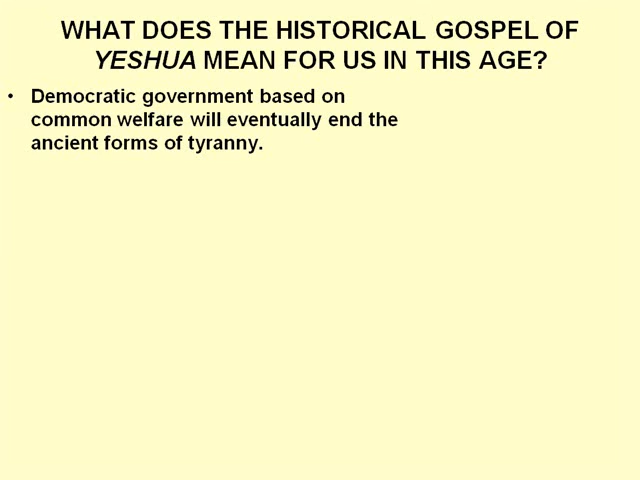 WHAT DOES THE HISTORICAL GOSPEL OF
YESHUA MEAN FOR US IN THIS AGE?
• Democratic government based on
common welfare will eventually end the
ancient forms of tyranny.